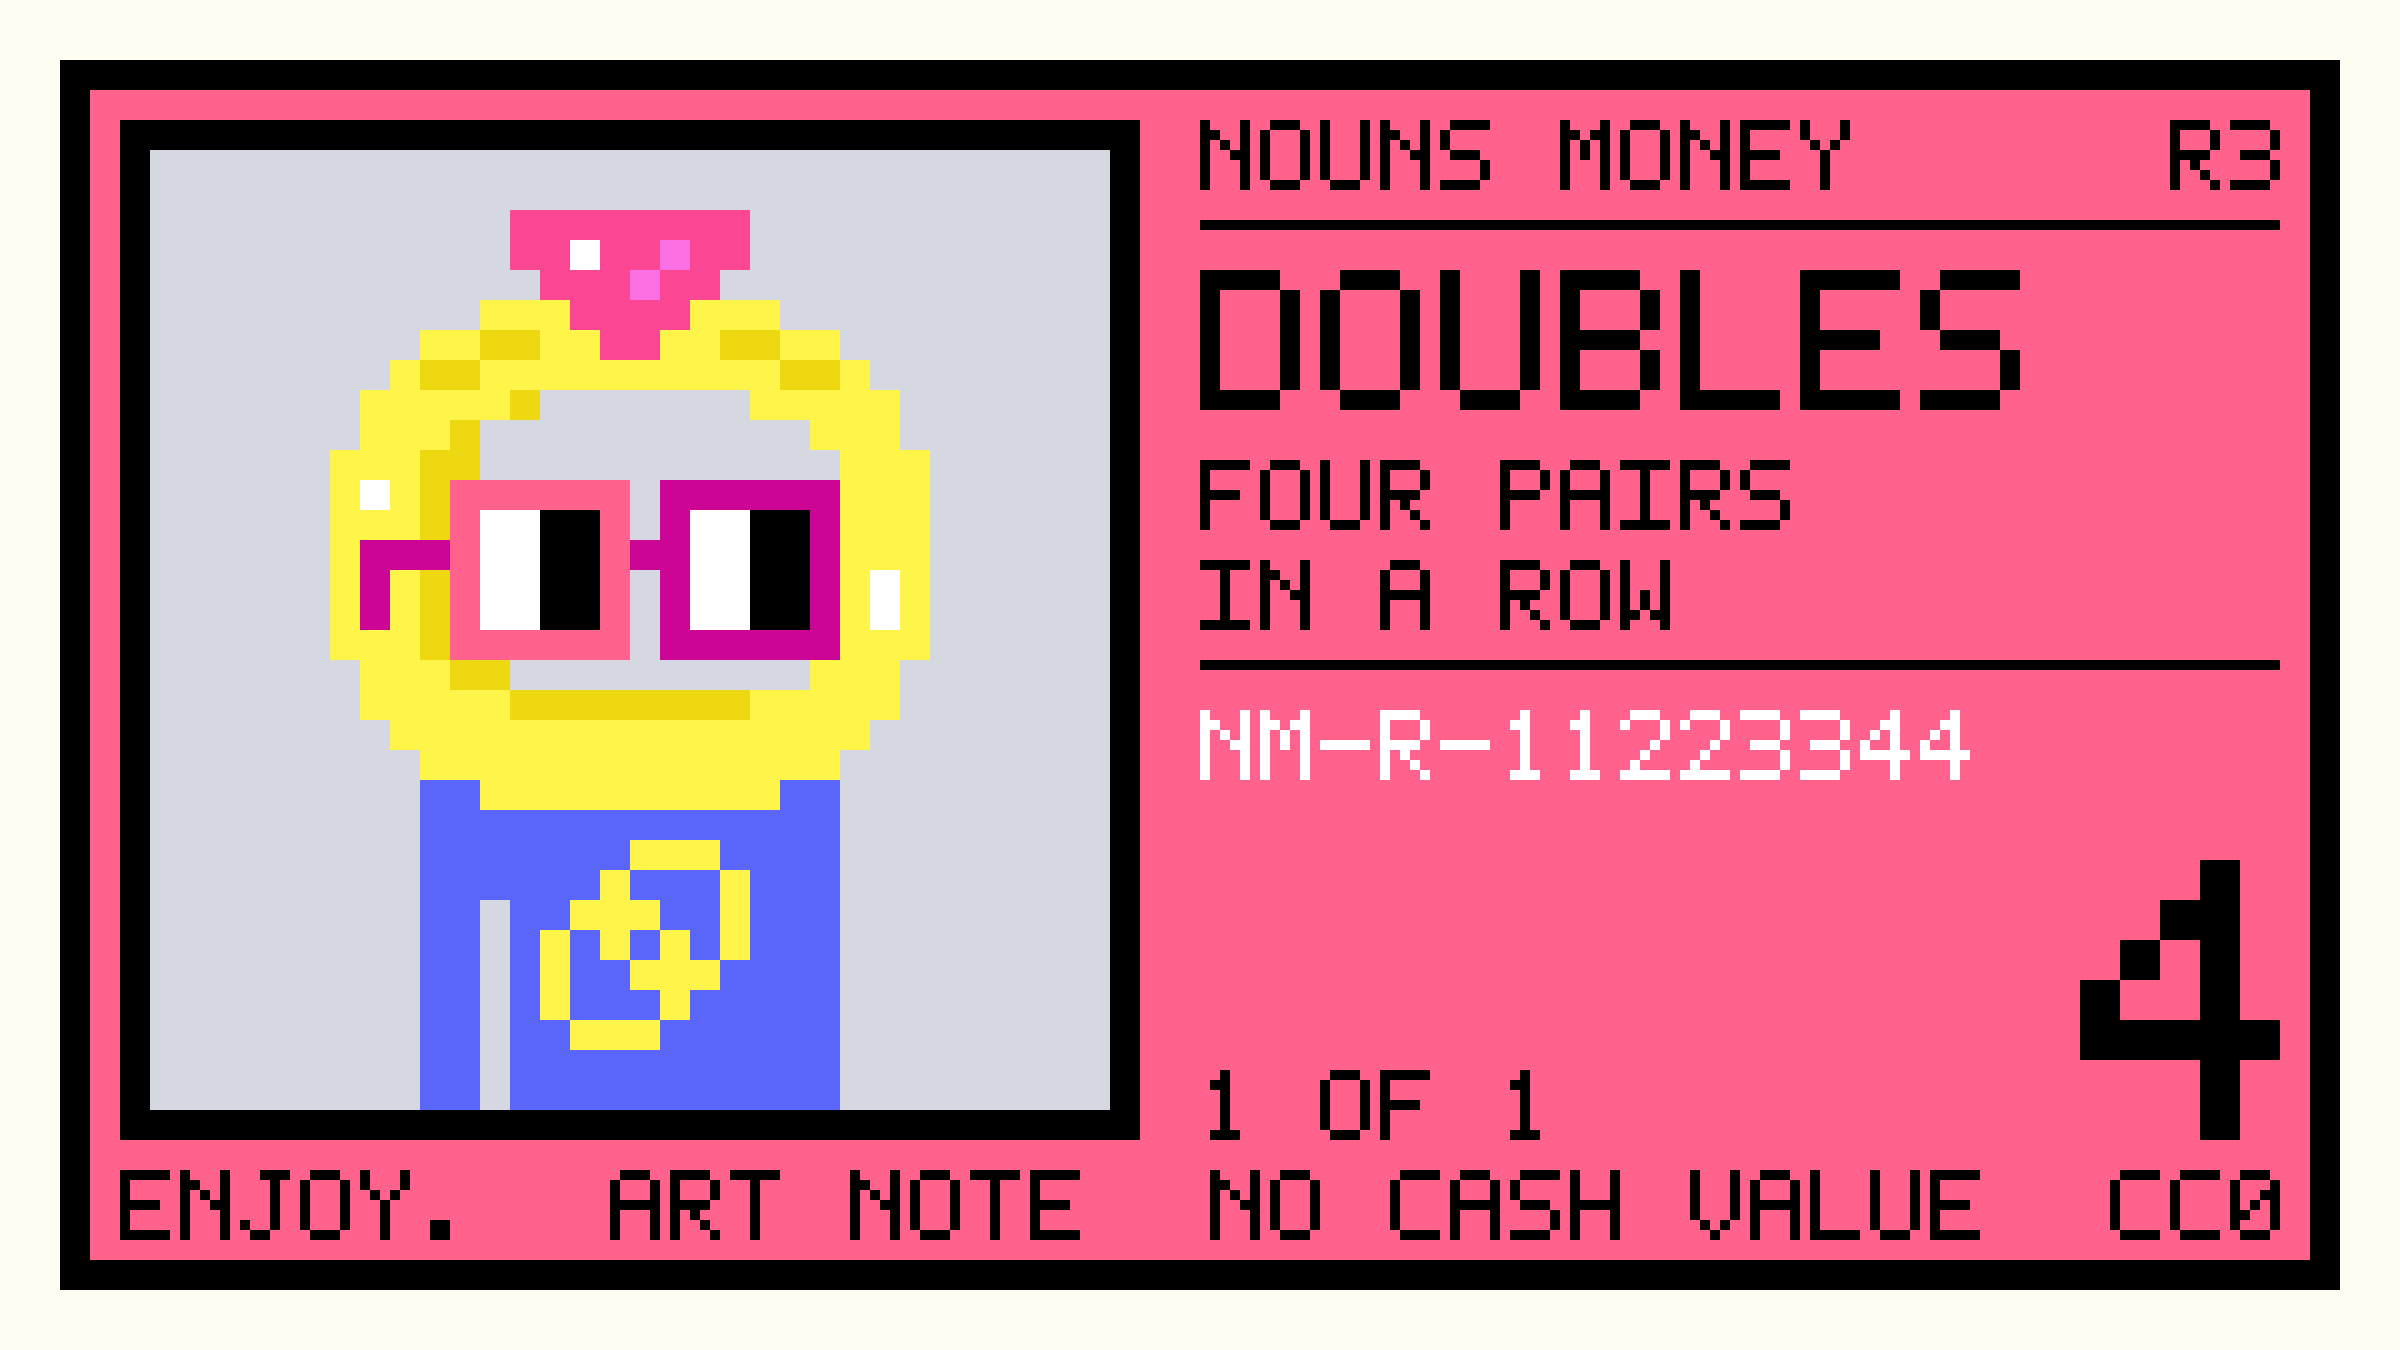 NOUNS MONEY R3
DOUBLES
FOUR PAIRS
IN A ROW
NM-R-11223344
4
1 OF 1
ENJOY. ART NOTE NO CASH VALUE CC0